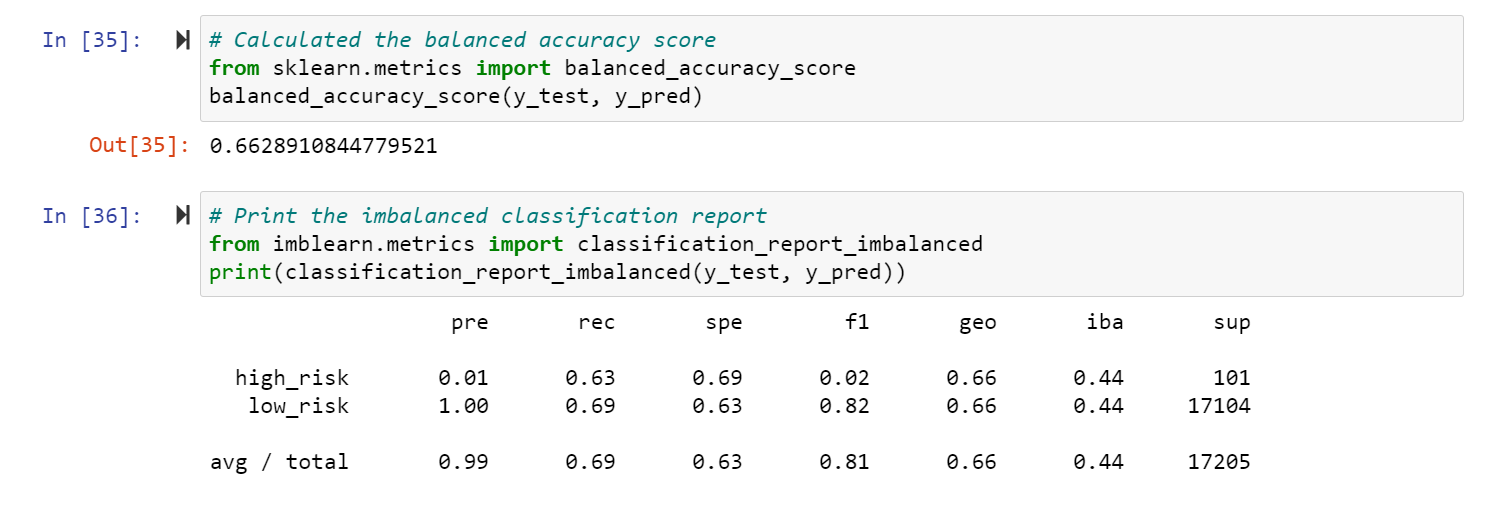 In [35]: # Calculated the balanced accuracy score
from sklearn.metrics import balanced_accuracy_score
balanced_accuracy_score(y_test, y_pred)
Out[35]: 0.6628910844779521
In [36]: # Print the imbalanced classification report
from imblearn.metrics import classification_report_imbalanced
print(classification_report_imbalanced(y_test, y_pred))
pre rec spe f1 geo iba sup
high_risk 0.01 0.63 0.69 0.02 0.66 0.44 101
low_risk 1.00 0.69 0.63 0.82 0.66 0.44 17104
avg / total 0.99 0.69 0.63 0.81 0.66 0.44 17205